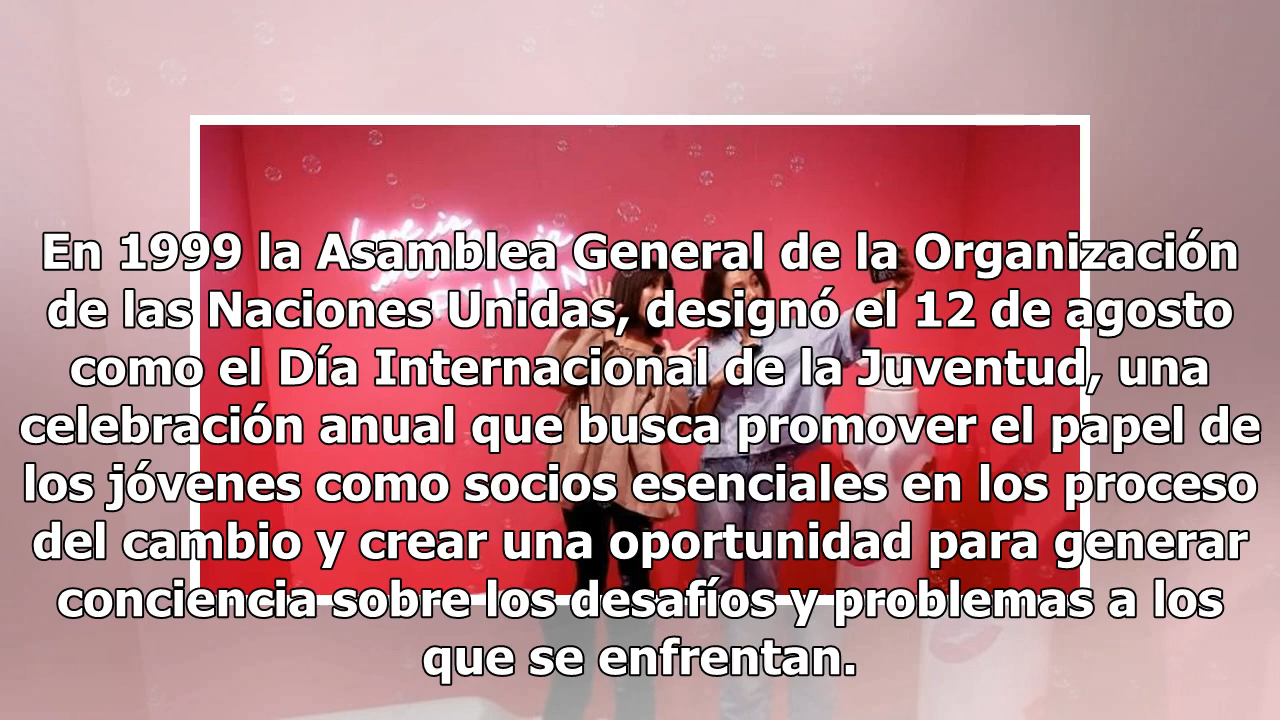 En 1999 la Asamblea General de la Organización
de las Naciones Unidas, designó el 12 de agosto
como el Día Internacional de la Juventud, una
celebración anual que busca promover el papel de
los jóvenes como socios esenciales en los proceso
del cambio y crear una oportunidad para generar
conciencia sobre los desafíos y problemas a los
que se enfrentan.